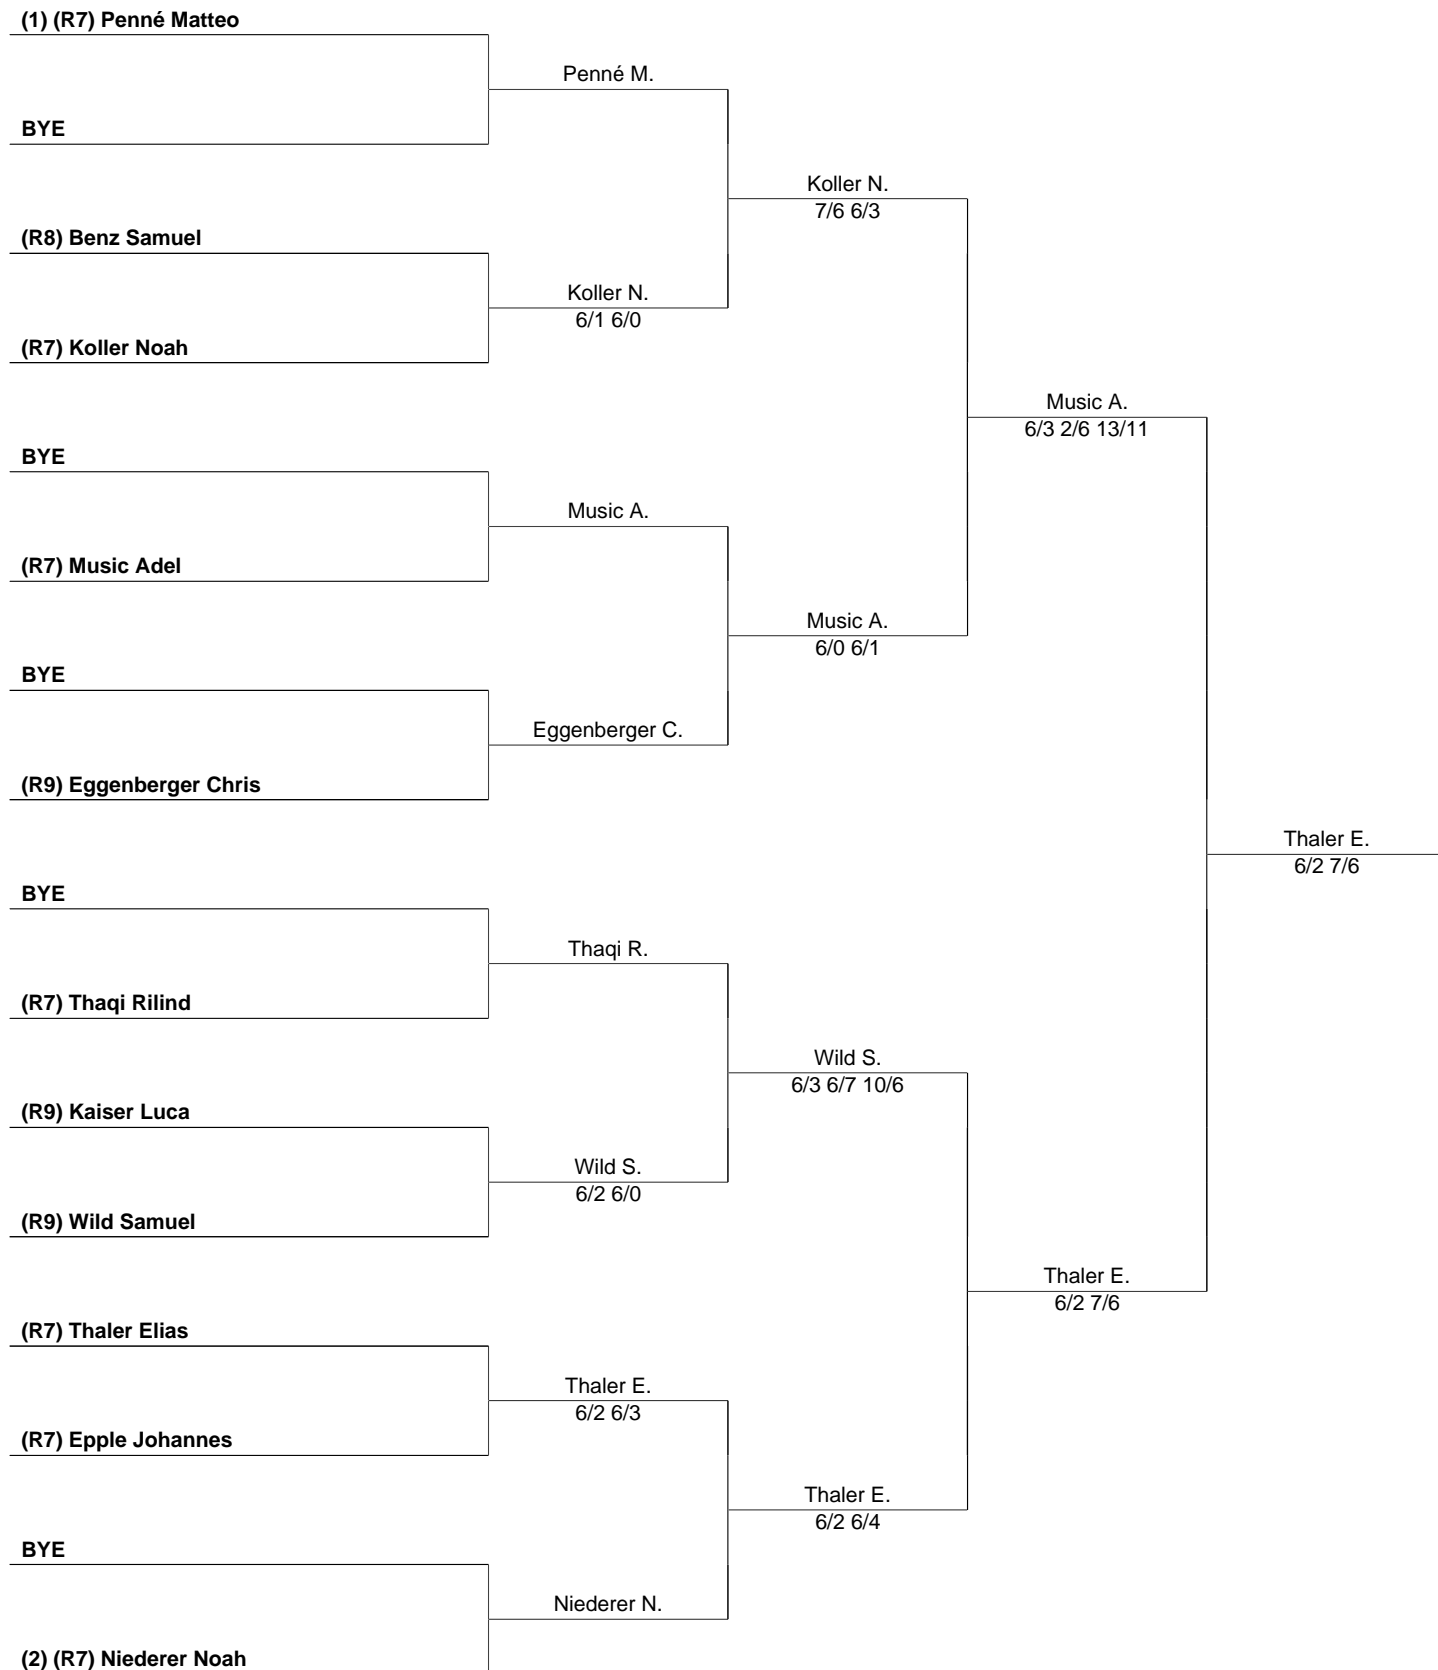 (1) (R7) Penné Matteo
Penné M.
BYE
Koller N.
7/6 6/3
(R8) Benz Samuel
Koller N.
6/1 6/0
(R7) Koller Noah
Music A.
6/3 2/6 13/11
BYE
Music A.
(R7) Music Adel
Music A.
6/0 6/1
BYE
Eggenberger C.
(R9) Eggenberger Chris
Thaler E.
6/2 7/6
BYE
Thaqi R.
(R7) Thaqi Rilind
Wild S.
6/3 6/7 10/6
(R9) Kaiser Luca
Wild S.
6/2 6/0
(R9) Wild Samuel
Thaler E.
6/2 7/6
(R7) Thaler Elias
Thaler E.
6/2 6/3
(R7) Epple Johannes
Thaler E.
6/2 6/4
BYE
Niederer N.
(2) (R7) Niederer Noah